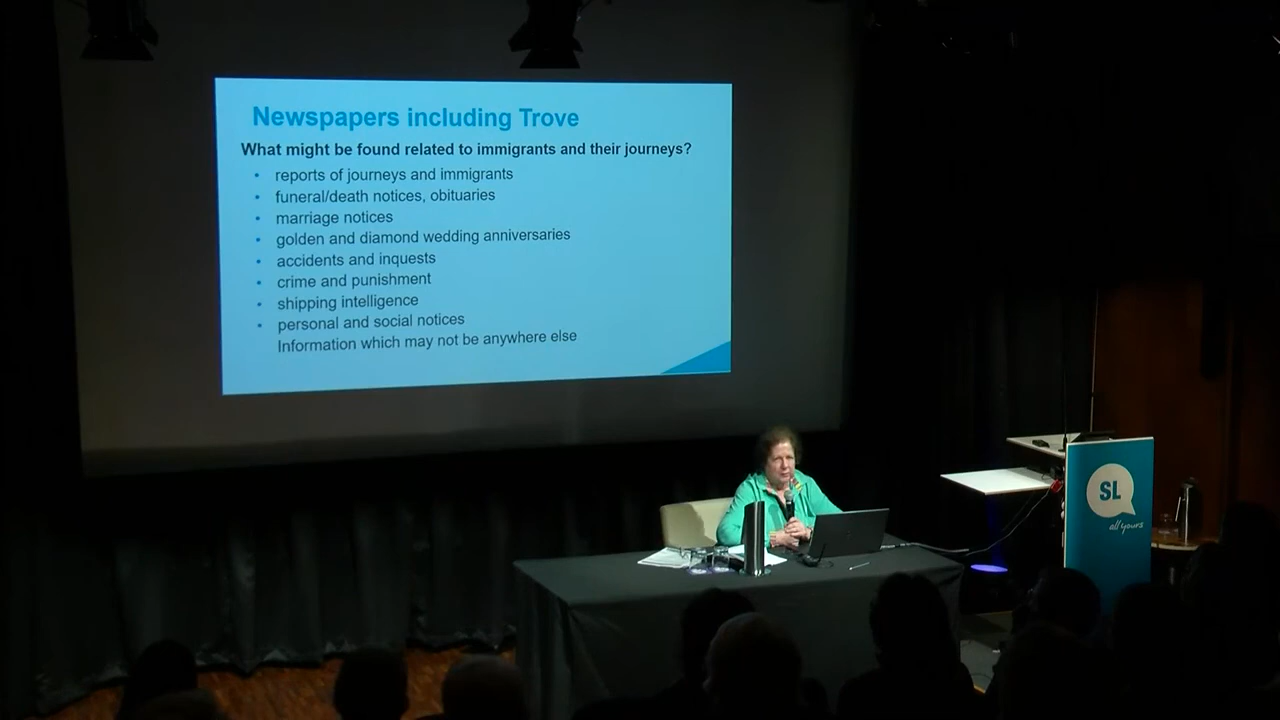 Newspapers including Trove
What might be found related to immigrants and their journeys?
• reports of journeys and immigrants
• funeral/death notices, obituaries
• marriage notices
• golden and diamond wedding anniversaries
• accidents and inquests
• crime and punishment
• shipping intelligence
• personal and social notices
Information which may not be anywhere else
SL
all yours